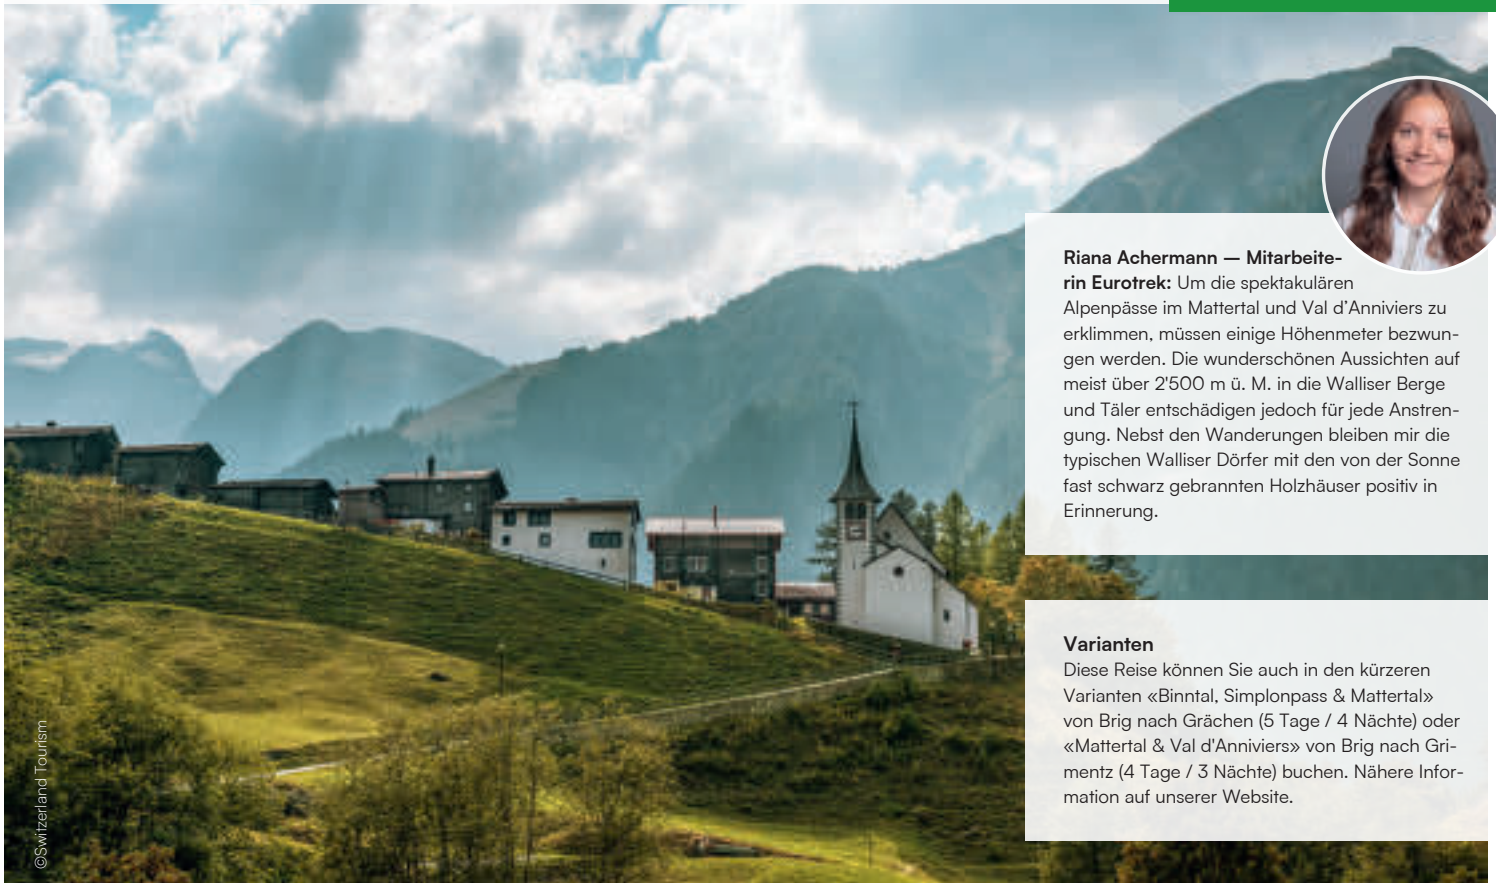 Riana Achermann – Mitarbeite-
rin Eurotrek: Um die spektakulären
Alpenpässe im Mattertal und Val d’Anniviers zu
erklimmen, müssen einige Höhenmeter bezwun-
gen werden. Die wunderschönen Aussichten auf
meist über 2'500 m ü. M. in die Walliser Berge
und Täler entschädigen jedoch für jede Anstren-
gung. Nebst den Wanderungen bleiben mir die
typischen Walliser Dörfer mit den von der Sonne
fast schwarz gebrannten Holzhäuser positiv in
Erinnerung.
Varianten
Diese Reise können Sie auch in den kürzeren
Varianten «Binntal, Simplonpass & Mattertal»
von Brig nach Grächen (5 Tage / 4 Nächte) oder
«Mattertal & Val d'Anniviers» von Brig nach Gri-
mentz (4 Tage / 3 Nächte) buchen. Nähere Infor-
mation auf unserer Website.
©Switzerland Tourism